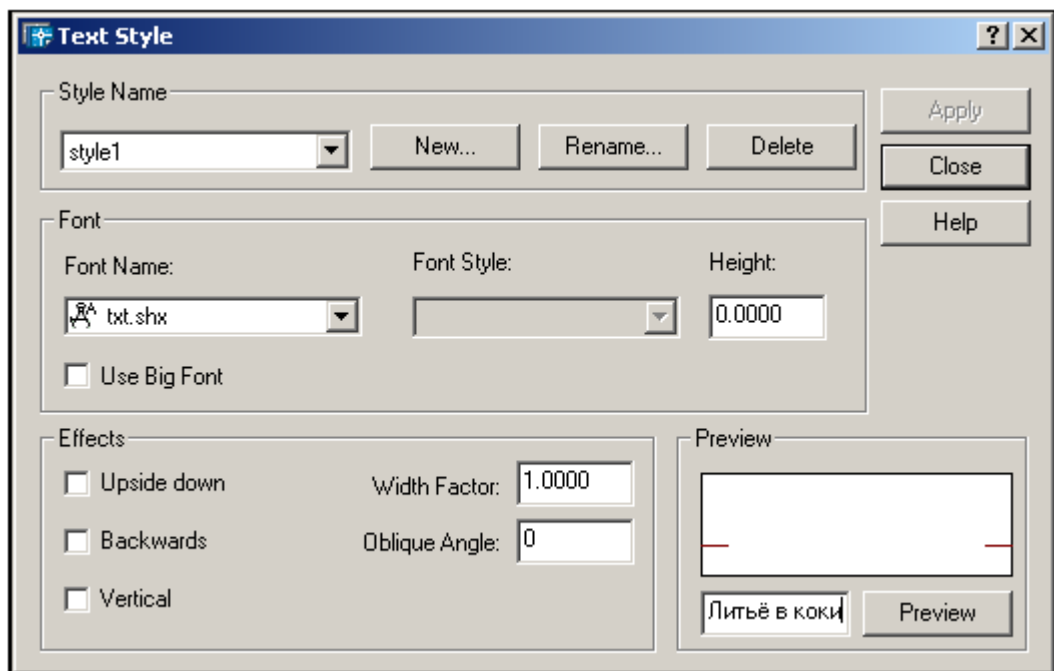 Text Style
Style Name
Apply
style1 New... Rename... Delete
Close
Font
Help
Font Name: Font Style: Height:
txt.shx 0.0000
Use Big Font
Effects Preview
Upside down Width Factor: 1.0000
Backwards Oblique Angle: 0
Vertical
Литьё в коки Preview